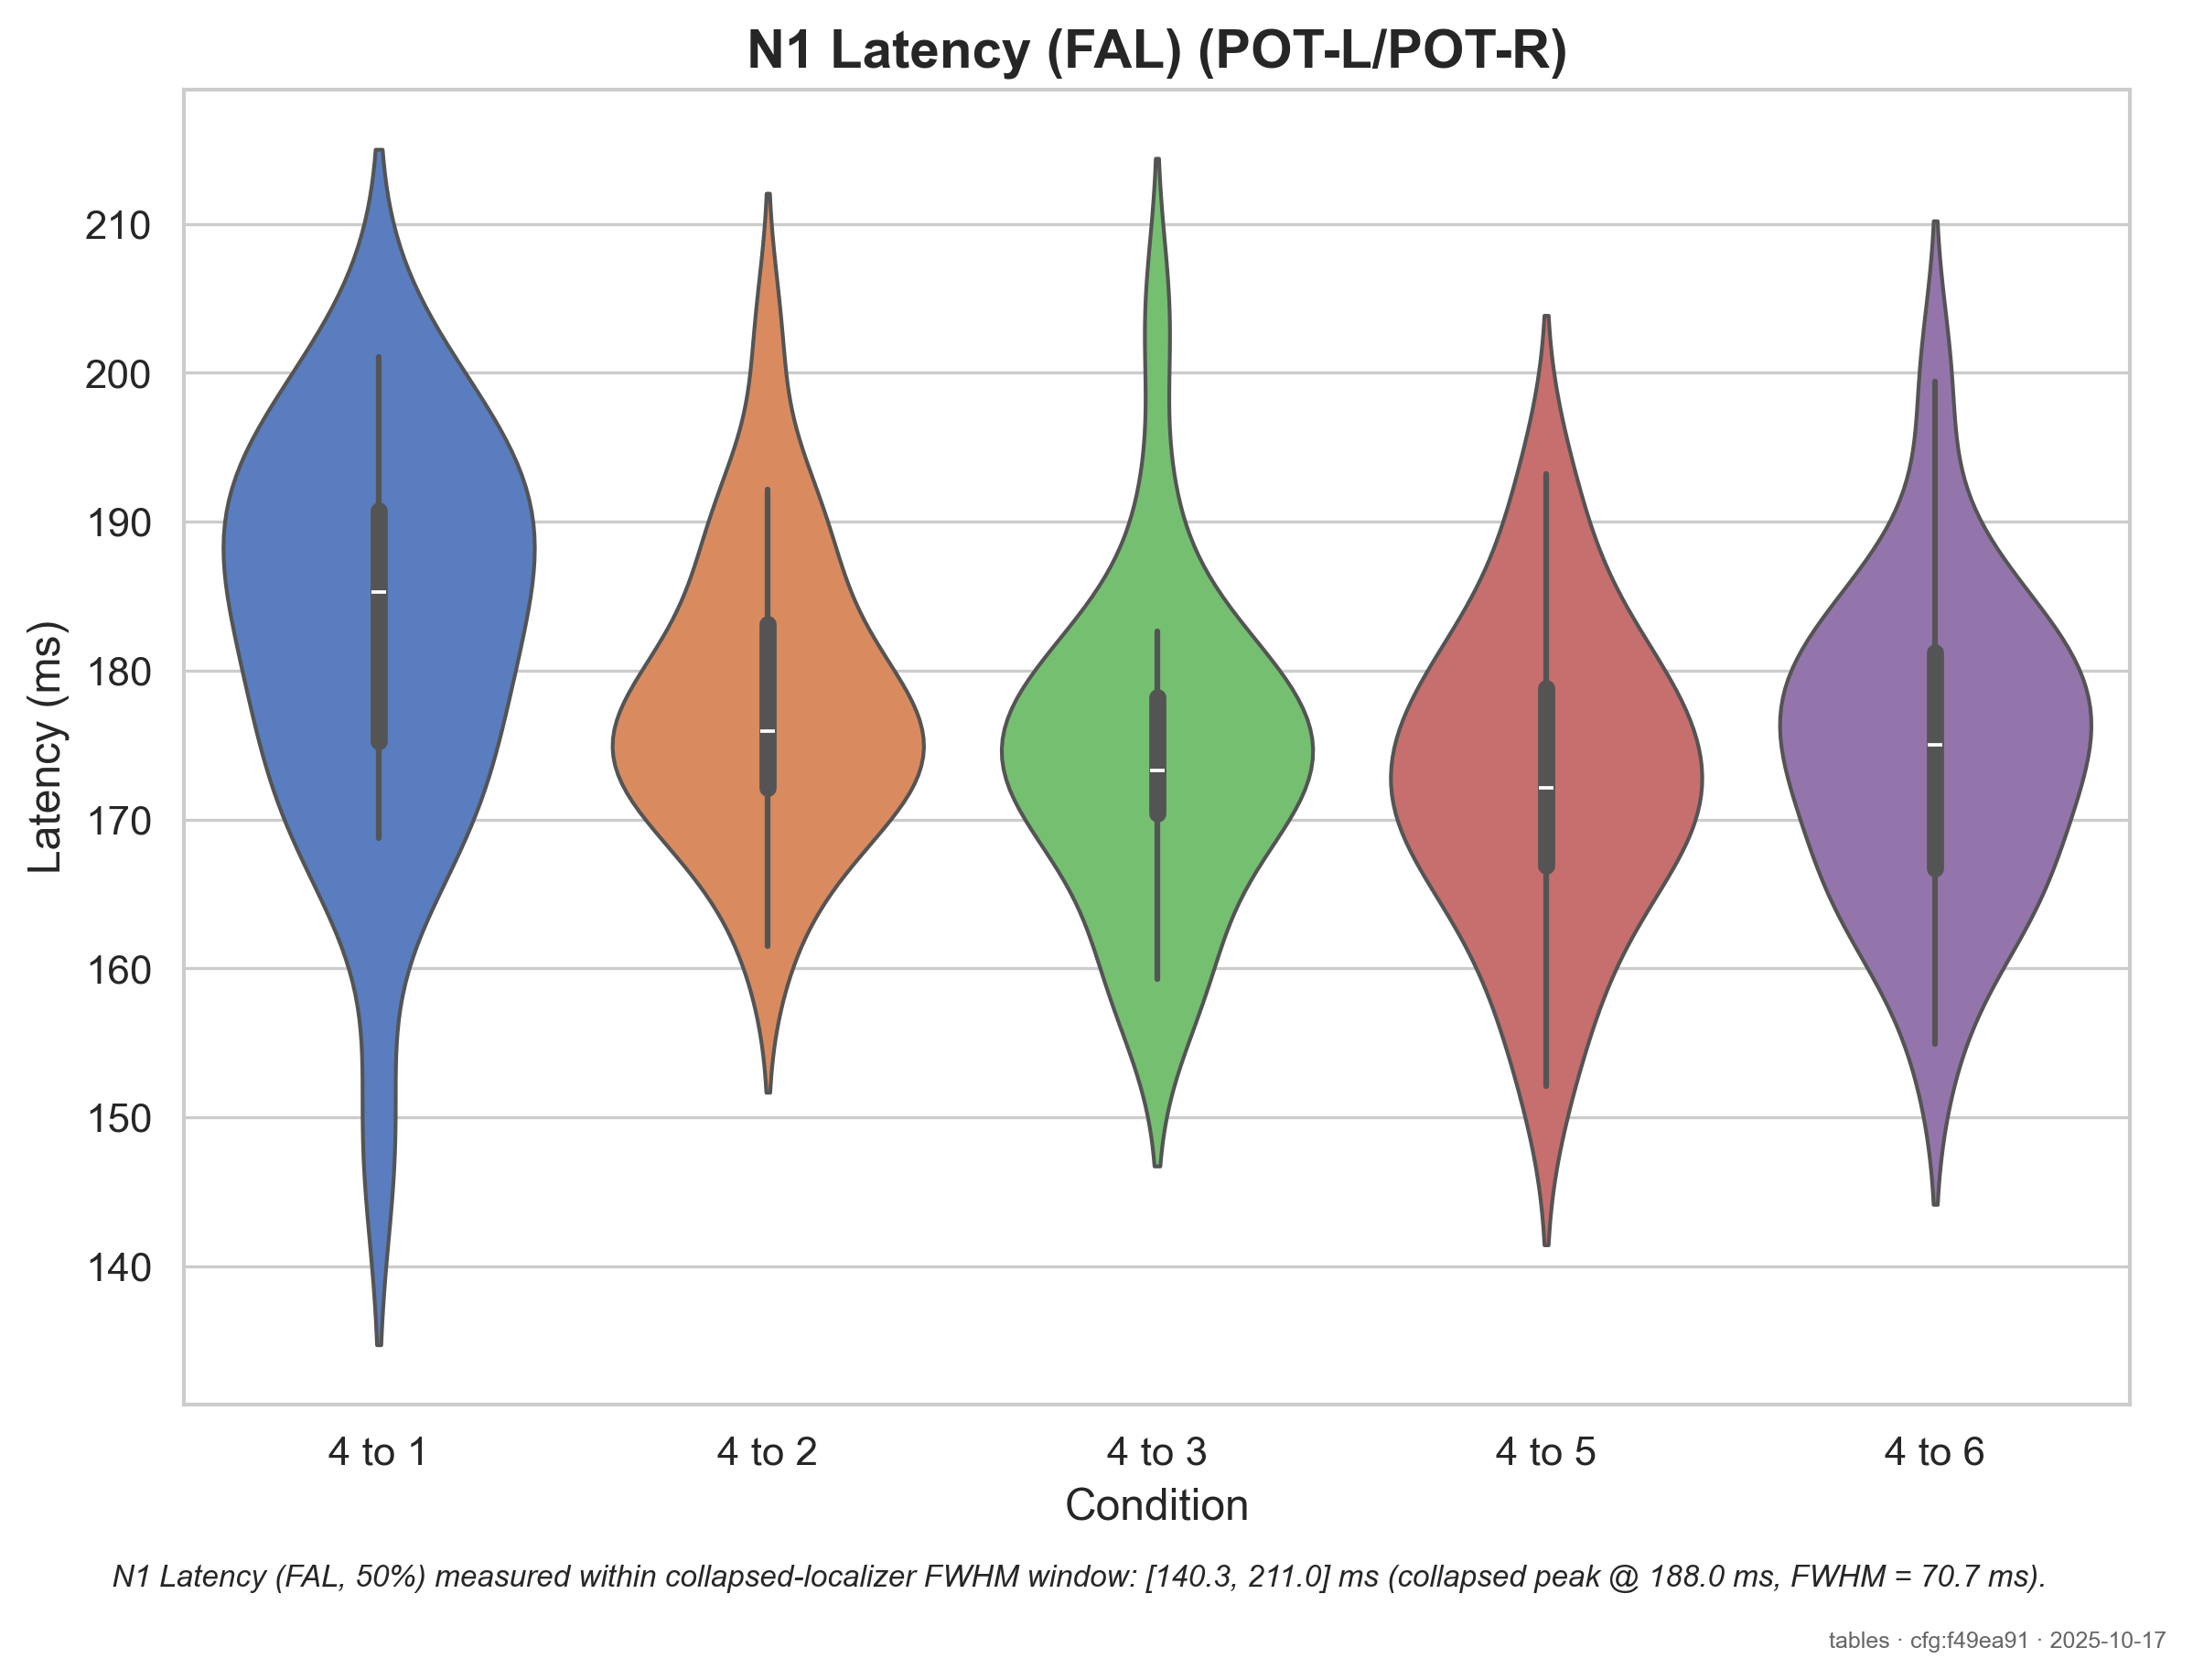 N1 Latency (FAL) (POT-L/POT-R)
Latency (ms)
210
200
190
180
170
160
150
140
4 to 1 4 to 2 4 to 3 4 to 5 4 to 6
Condition
N1 Latency (FAL, 50%) measured within collapsed-localizer FWHM window: [140.3, 211.0] ms (collapsed peak @ 188.0 ms, FWHM = 70.7 ms).
tables · cfg:f49ea91 · 2025-10-17